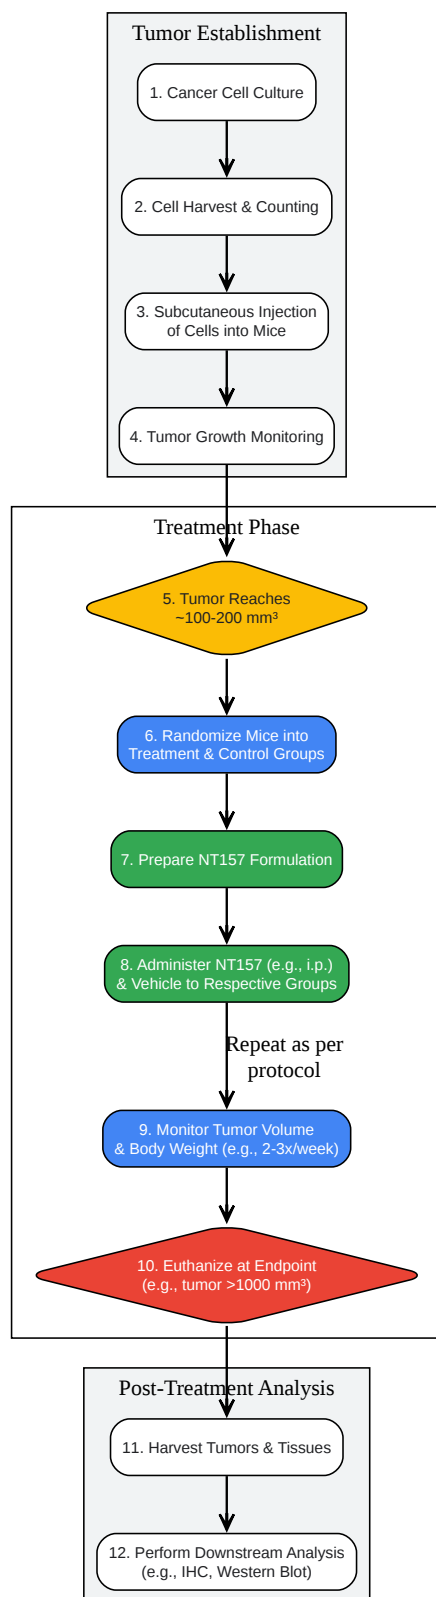 Tumor Establishment
1. Cancer Cell Culture
2. Cell Harvest & Counting
3. Subcutaneous Injection
of Cells into Mice
4. Tumor Growth Monitoring
Treatment Phase
5. Tumor Reaches
~100-200 mm³
6. Randomize Mice into
Treatment & Control Groups
7. Prepare NT157 Formulation
8. Administer NT157 (e.g., i.p.)
& Vehicle to Respective Groups
Repeat as per
protocol
9. Monitor Tumor Volume
& Body Weight (e.g., 2-3x/week)
10. Euthanize at Endpoint
(e.g., tumor >1000 mm³)
Post-Treatment Analysis
11. Harvest Tumors & Tissues
12. Perform Downstream Analysis
(e.g., IHC, Western Blot)